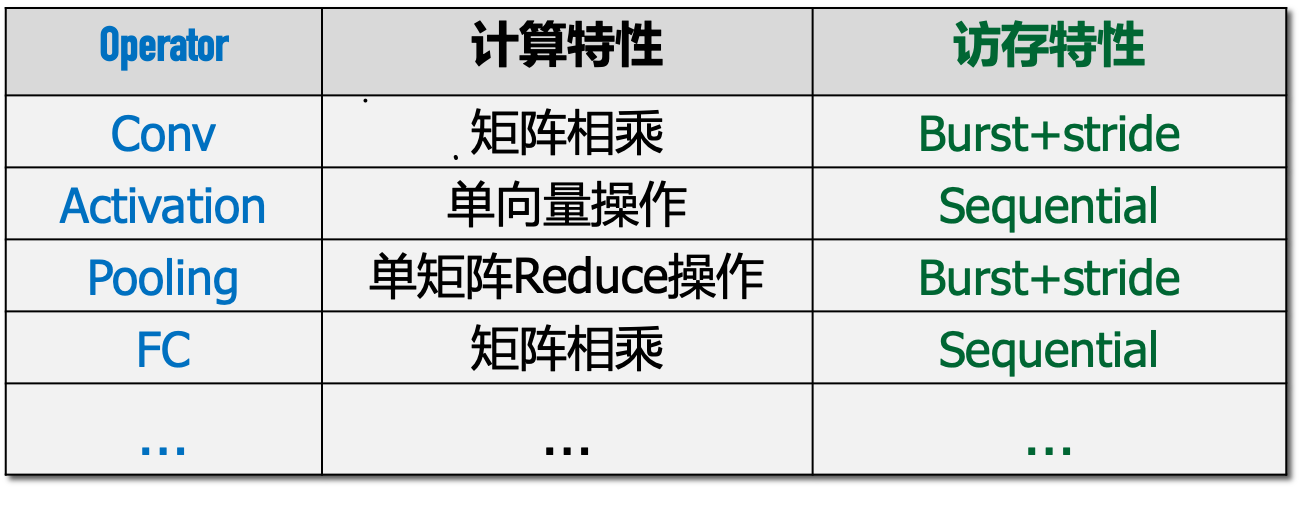 Operator 计算特性 访存特性
Conv 矩阵相乘 Burst+stride
Activation 单向量操作 Sequential
Pooling 单矩阵Reduce操作 Burst+stride
FC 矩阵相乘 Sequential
... ... ...